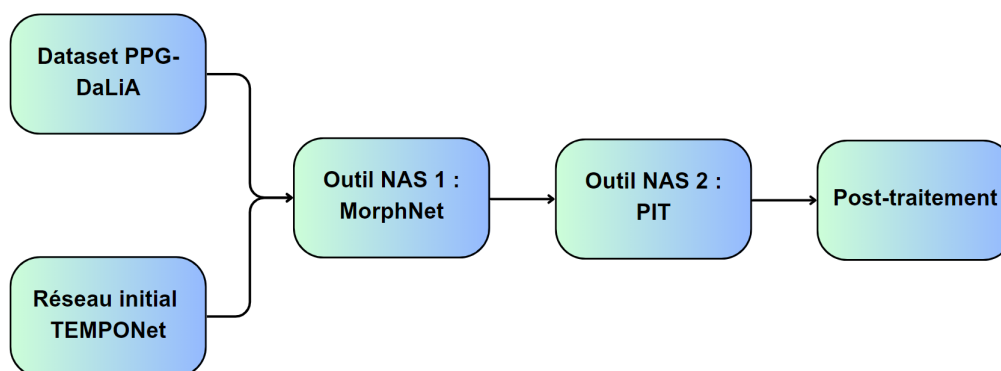 Dataset PPG-
DaLiA
Réseau initial
TEMPONet
Outil NAS 1 :
MorphNet
Outil NAS 2 :
PIT
Post-traitement